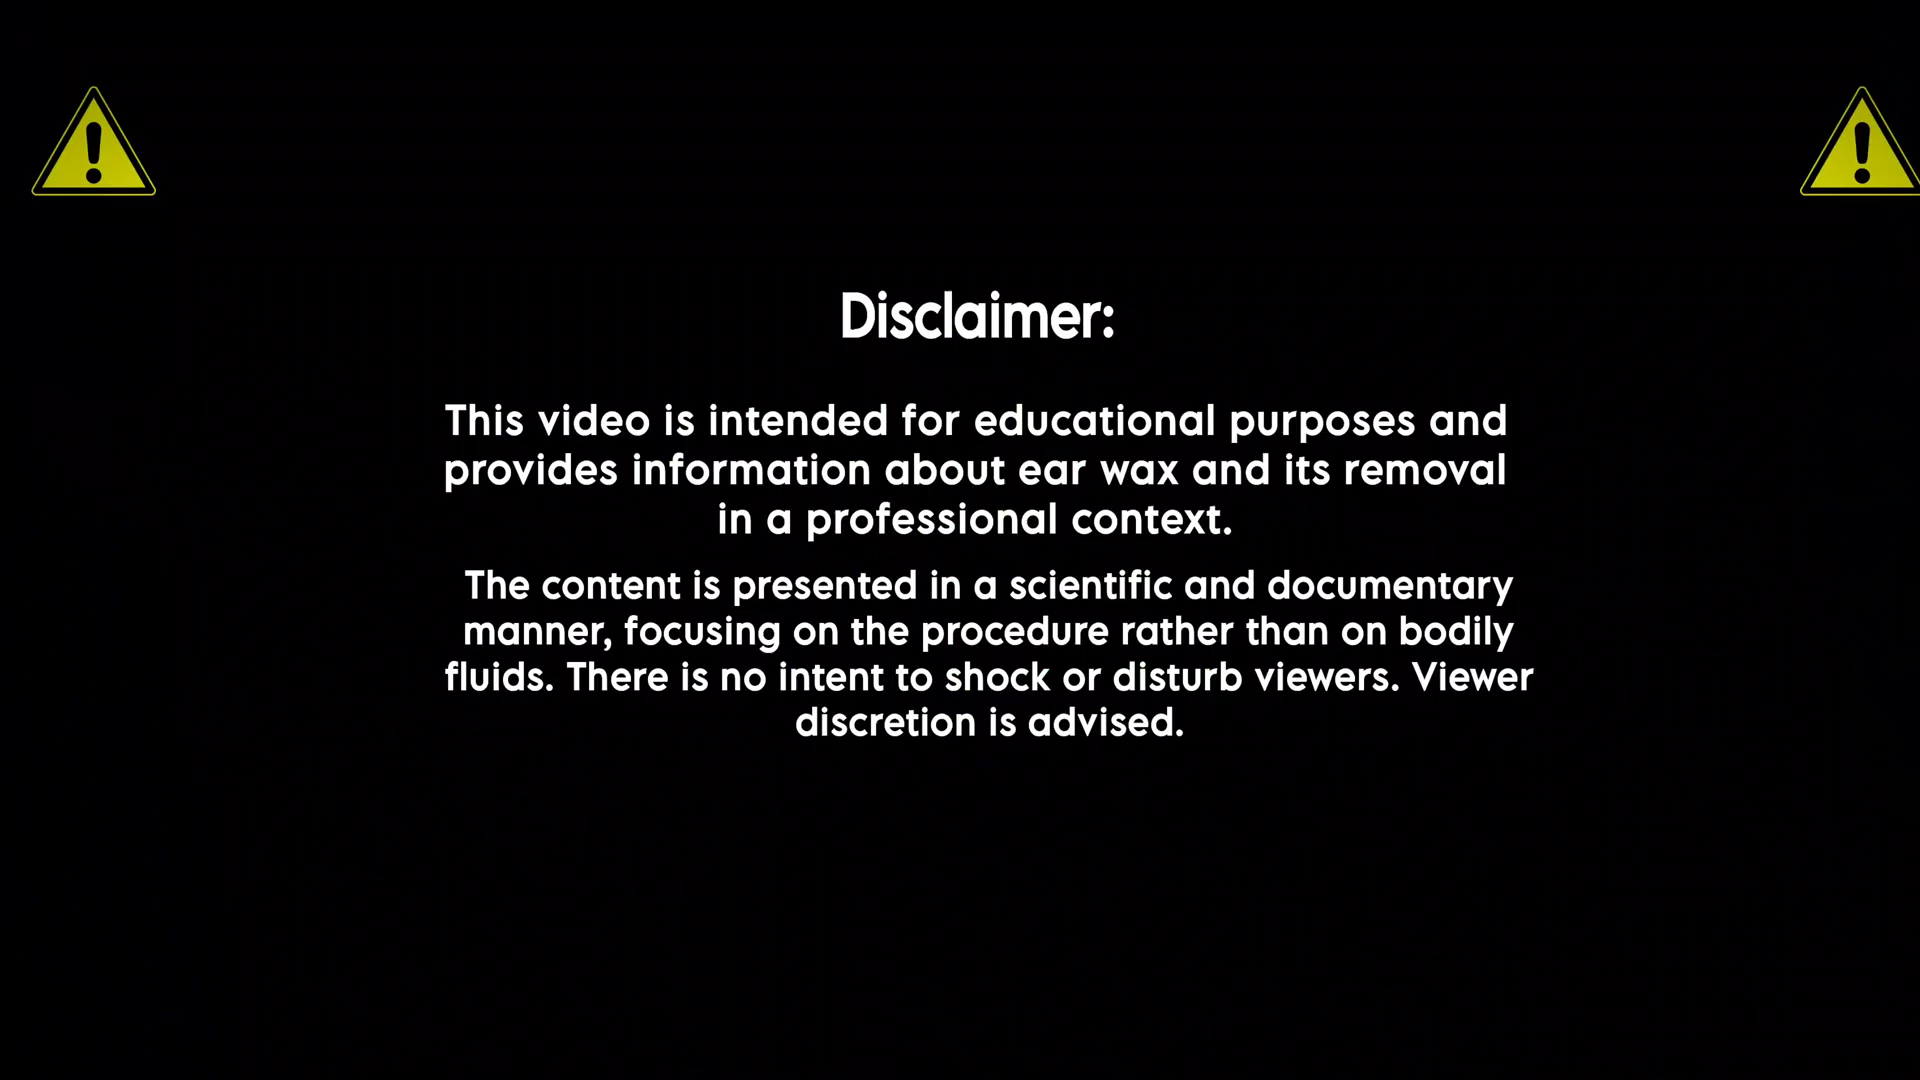 Disclaimer:
This video is intended for educational purposes and
provides information about ear wax and its removal
in a professional context.
The content is presented in a scientific and documentary
manner, focusing on the procedure rather than on bodily
fluids. There is no intent to shock or disturb viewers. Viewer
discretion is advised.